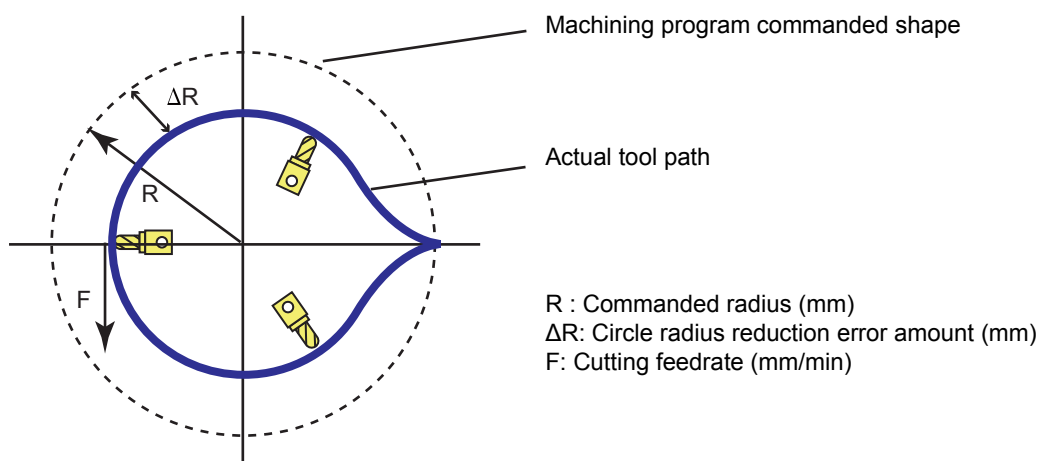 Machining program commanded shape
ΔR
R
Actual tool path
F
R : Commanded radius (mm)
ΔR: Circle radius reduction error amount (mm)
F: Cutting feedrate (mm/min)